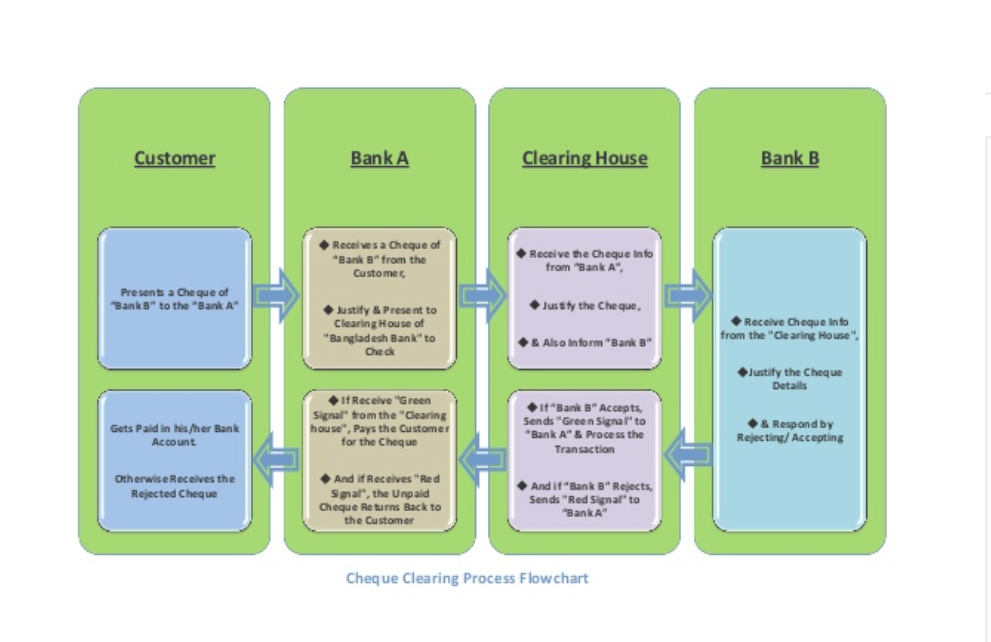 Customer
Bank A
Clearing House
Bank B
Presents a Cheque of
"Bank B" to the "Bank A"
◆ Receives a Cheque of
"Bank B" from the
Customer,
◆ Justify & Present to
Clearing House of
"Bangladesh Bank" to
Check
◆ Receive the Cheque Info
from "Bank A",
◆ Justify the Cheque,
◆ & Also Inform "Bank B"
◆ Receive Cheque Info
from the "Clearing House",
◆Justify the Cheque
Details
◆ & Respond by
Rejecting/ Accepting
◆ If "Bank B" Accepts,
Sends "Green Signal" to
"Bank A" & Process the
Transaction
◆ And if "Bank B" Rejects,
Sends "Red Signal" to
"Bank A"
◆ If Receive "Green
Signal" from the "Clearing
house", Pays the Customer
for the Cheque
◆ And if Receives "Red
Signal", the Unpaid
Cheque Returns Back to
the Customer
Gets Paid in his/her Bank
Account.
Otherwise Receives the
Rejected Cheque
Cheque Clearing Process Flowchart